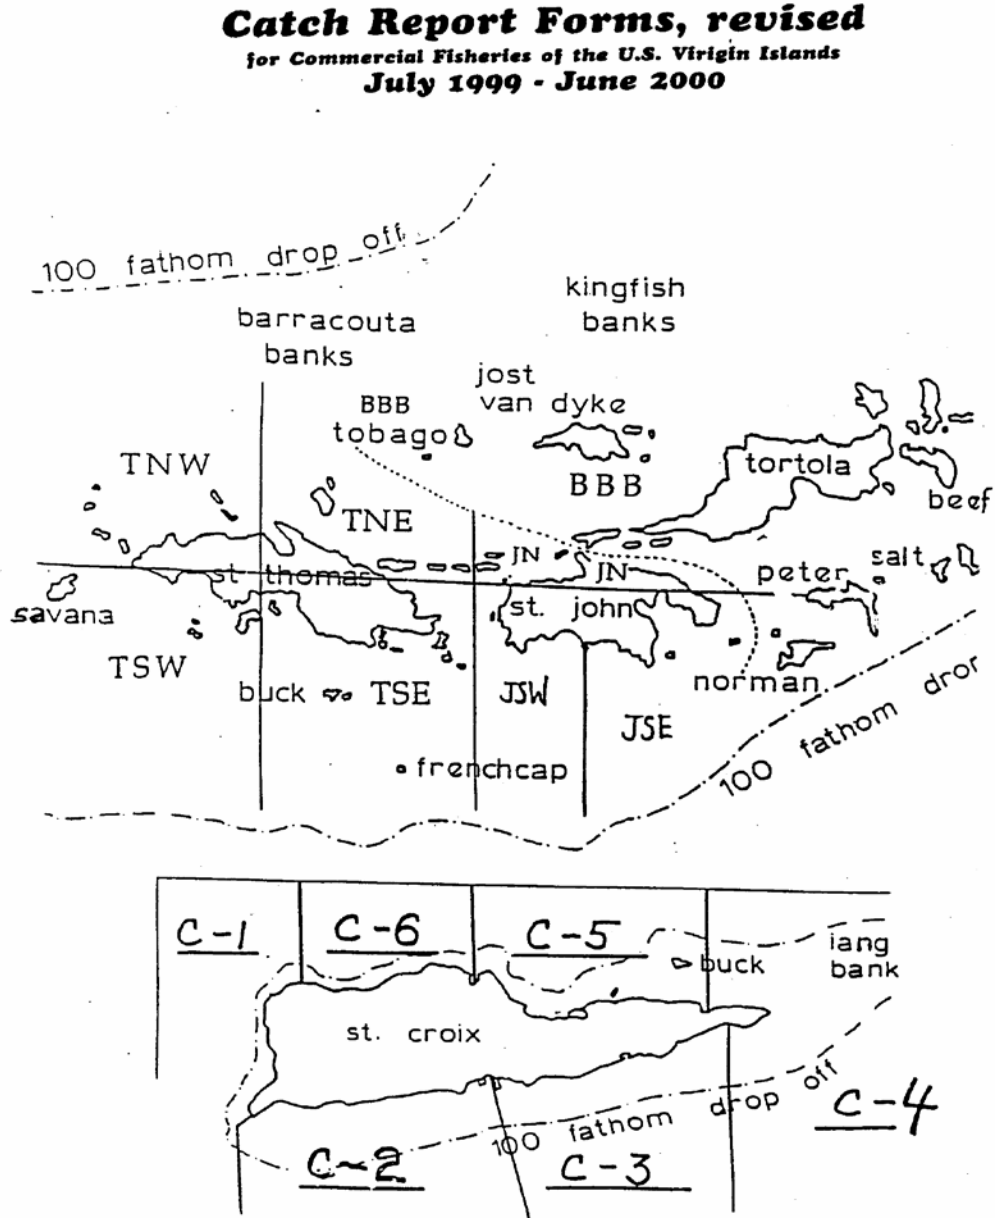 Catch Report Forms, revised
for Commercial Fisheries of the U.S. Virigin Islands
July 1999 - June 2000
100 fathom drop off
kingfish
banks
barracouta
banks
jost
van dyke
BBB
tobago
TNW
tortola
BBB
beef
TNE
JN
salt
st thomas
JN
peter
savana
st. john
TSW
norman
buck
TSE
JSW
JSE
100 fathom dror
frenchcap
C-1
C-6
C-5
iang
bank
buck
st. croix
100 fathom drop off
C-4
C-2
C-3